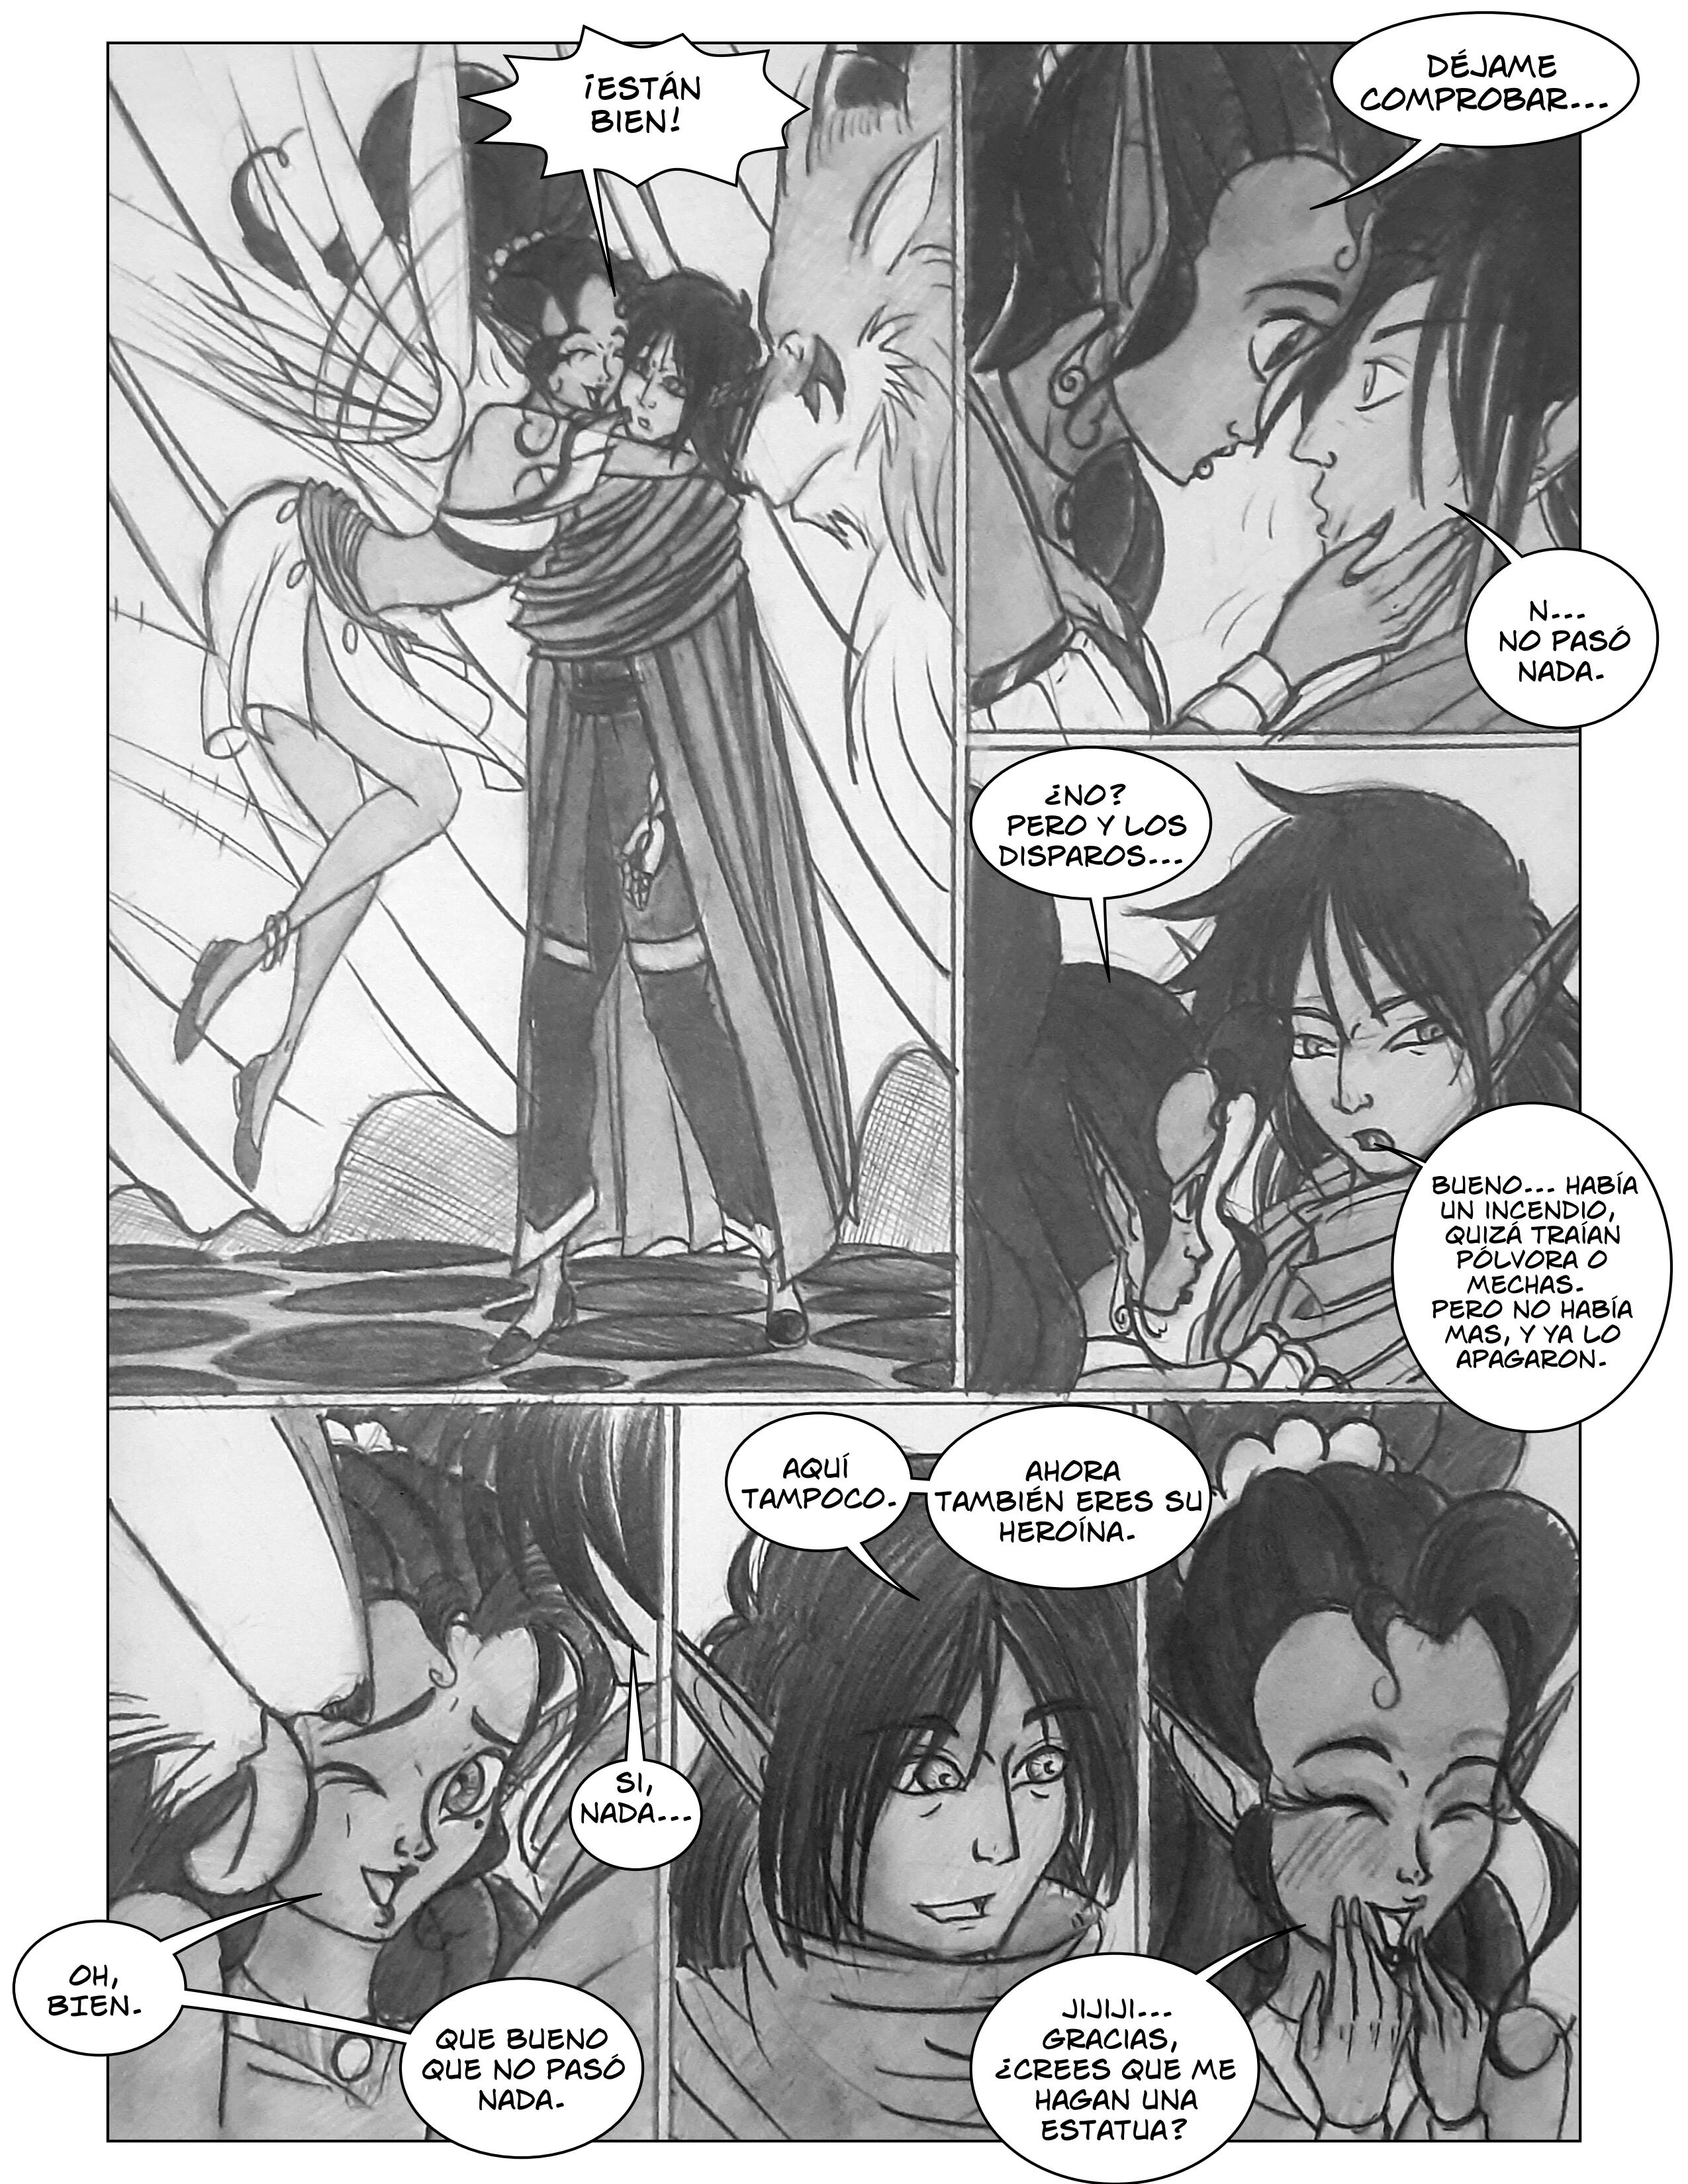 ¡ESTÁN
BIEN!
DÉJAME
COMPROBAR...
N...
NO PASÓ
NADA.
¿NO?
PERO Y LOS
DISPAROS...
BUENO... HABÍA
UN INCENDIO,
QUIZÁ TRAÍAN
PÓLVORA O
MECHAS.
PERO NO HABÍA
MAS, Y YA LO
APAGARON.
OH,
BIEN.
QUE BUENO
QUE NO PASÓ
NADA.
SI,
NADA...
AQUÍ
TAMPOCO.
AHORA
TAMBIÉN ERES SU
HEROÍNA.
JIJIJI...
GRACIAS,
¿CREES QUE ME
HAGAN UNA
ESTATUA?